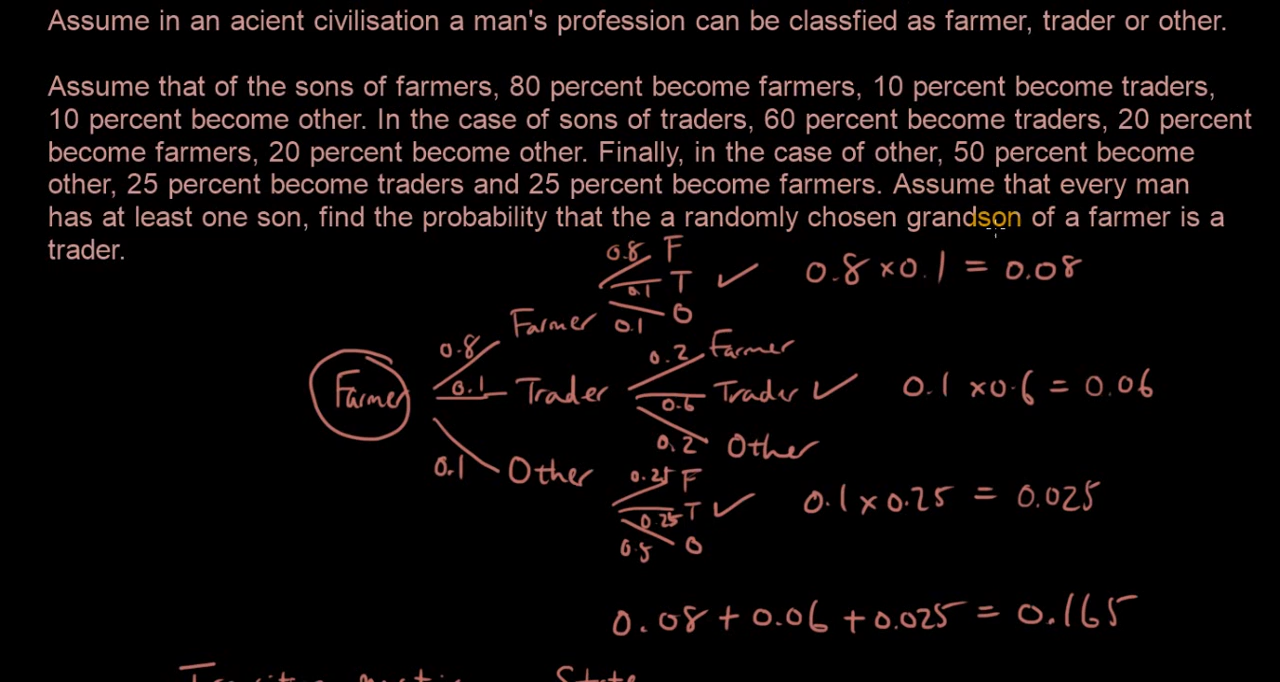 Assume in an acient civilisation a man's profession can be classfied as farmer, trader or other.
Assume that of the sons of farmers, 80 percent become farmers, 10 percent become traders,
10 percent become other. In the case of sons of traders, 60 percent become traders, 20 percent
become farmers, 20 percent become other. Finally, in the case of other, 50 percent become
other, 25 percent become traders and 25 percent become farmers. Assume that every man
has at least one son, find the probability that the a randomly chosen grandson of a farmer is a
trader.
0.8 F
0.1 T ✓ 0.8 × 0.1 = 0.08
0.1 O
0.8 Farmer
0.2 Farmer
Farmer 0.1 Trader 0.6 Trader ✓ 0.1 × 0.6 = 0.06
0.2 Other
0.1 Other
0.25 F
0.25 T ✓ 0.1 × 0.25 = 0.025
0.5 O
0.08 + 0.06 + 0.025 = 0.165